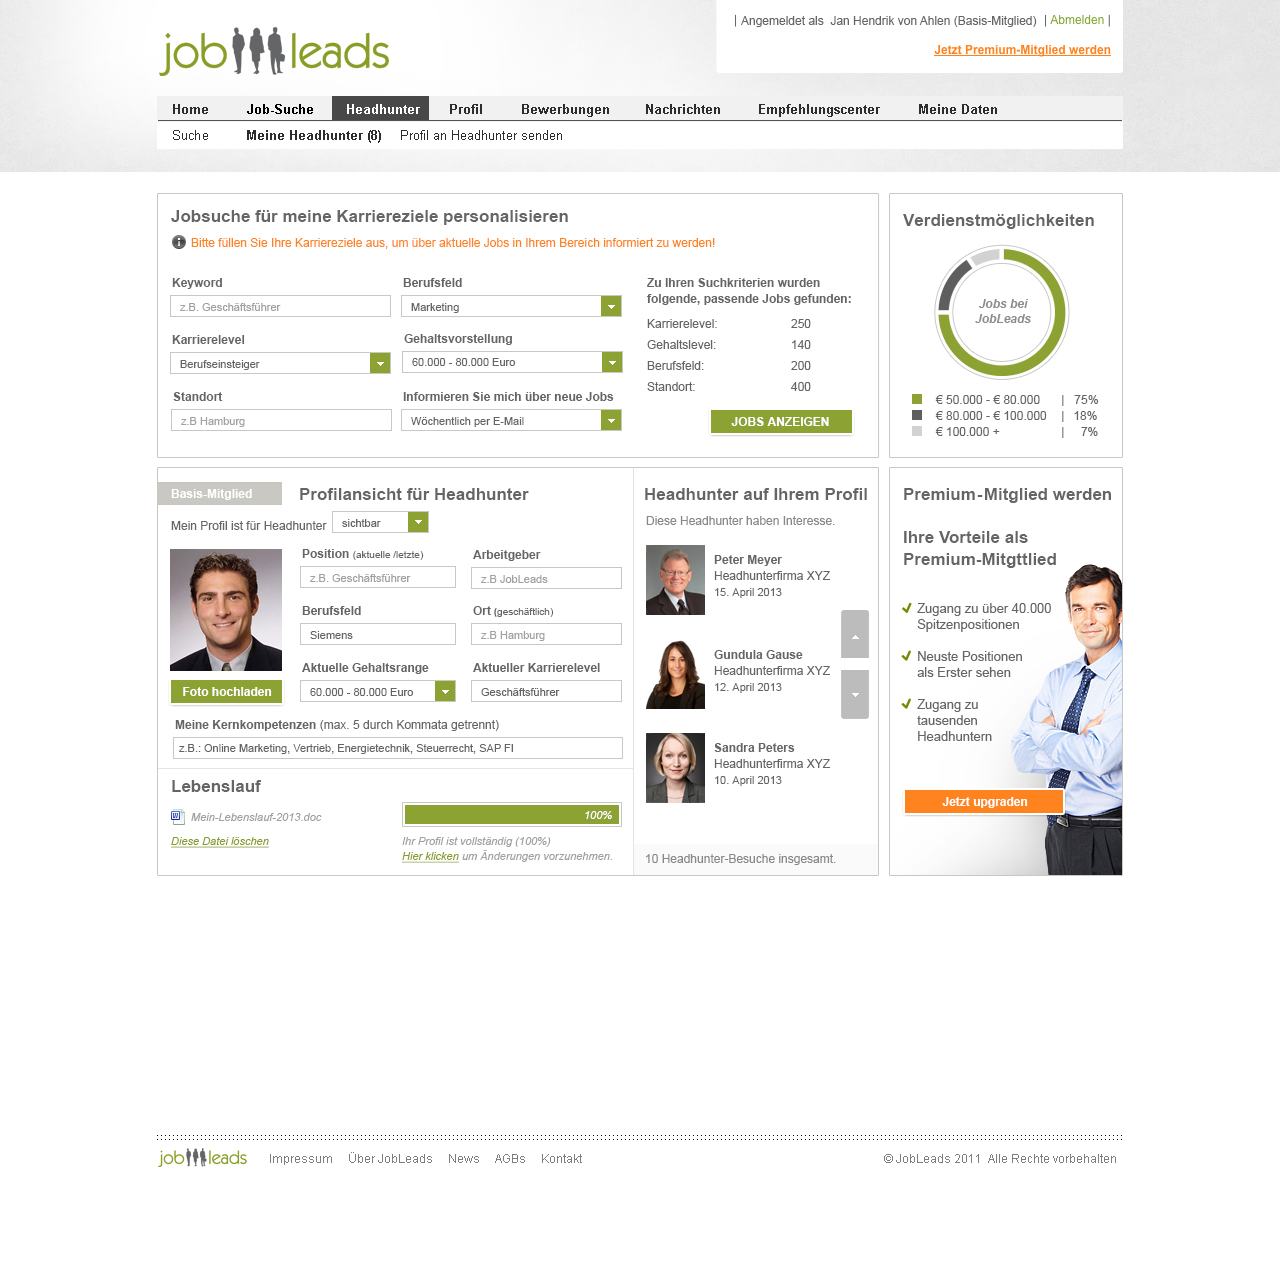 job leads
| Angemeldet als Jan Hendrik von Ahlen (Basis-Mitglied) | Abmelden |
Jetzt Premium-Mitglied werden
Home Job-Suche Headhunter Profil Bewerbungen Nachrichten Empfehlungscenter Meine Daten
Suche Meine Headhunter (8) Profil an Headhunter senden
Jobsuche für meine Karriereziele personalisieren
Bitte füllen Sie Ihre Karriereziele aus, um über aktuelle Jobs in Ihrem Bereich informiert zu werden!
Keyword
z.B. Geschäftsführer
Berufsfeld
Marketing
Karrierelevel
Berufseinsteiger
Gehaltsvorstellung
60.000 - 80.000 Euro
Standort
z.B Hamburg
Informieren Sie mich über neue Jobs
Wöchentlich per E-Mail
Zu Ihren Suchkriterien wurden
folgende, passende Jobs gefunden:
Karrierelevel: 250
Gehaltslevel: 140
Berufsfeld: 200
Standort: 400
JOBS ANZEIGEN
Verdienstmöglichkeiten
Jobs bei
JobLeads
€ 50.000 - € 80.000 | 75%
€ 80.000 - € 100.000 | 18%
€ 100.000 + | 7%
Basis-Mitglied
Profilansicht für Headhunter
Mein Profil ist für Headhunter sichtbar
Foto hochladen
Position (aktuelle /letzte)
z.B. Geschäftsführer
Arbeitgeber
z.B JobLeads
Berufsfeld
Siemens
Ort (geschäftlich)
z.B Hamburg
Aktuelle Gehaltsrange
60.000 - 80.000 Euro
Aktueller Karrierelevel
Geschäftsführer
Meine Kernkompetenzen (max. 5 durch Kommata getrennt)
z.B.: Online Marketing, Vertrieb, Energietechnik, Steuerrecht, SAP FI
Lebenslauf
Mein-Lebenslauf-2013.doc
Diese Datei löschen
100%
Ihr Profil ist vollständig (100%)
Hier klicken um Änderungen vorzunehmen.
Headhunter auf Ihrem Profil
Diese Headhunter haben Interesse.
Peter Meyer
Headhunterfirma XYZ
15. April 2013
Gundula Gause
Headhunterfirma XYZ
12. April 2013
Sandra Peters
Headhunterfirma XYZ
10. April 2013
10 Headhunter-Besuche insgesamt.
Premium-Mitglied werden
Ihre Vorteile als
Premium-Mitgttlied
Zugang zu über 40.000
Spitzenpositionen
Neuste Positionen
als Erster sehen
Zugang zu
tausenden
Headhuntern
Jetzt upgraden
job leads Impressum Über JobLeads News AGBs Kontakt
© JobLeads 2011 Alle Rechte vorbehalten